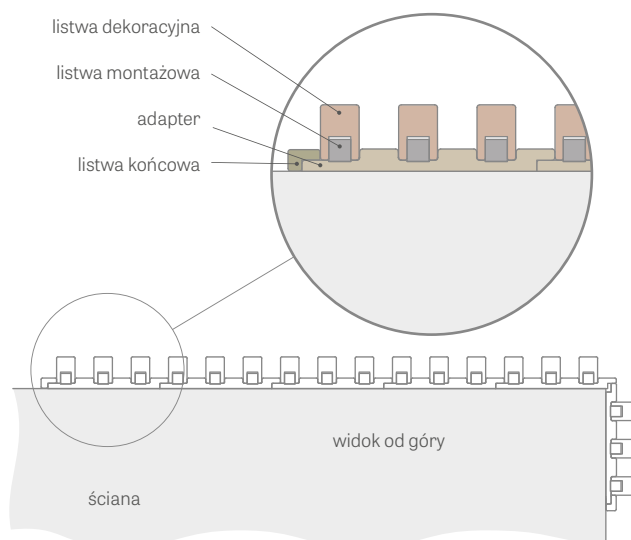 listwa dekoracyjna
listwa montażowa
adapter
listwa końcowa
widok od góry
ściana